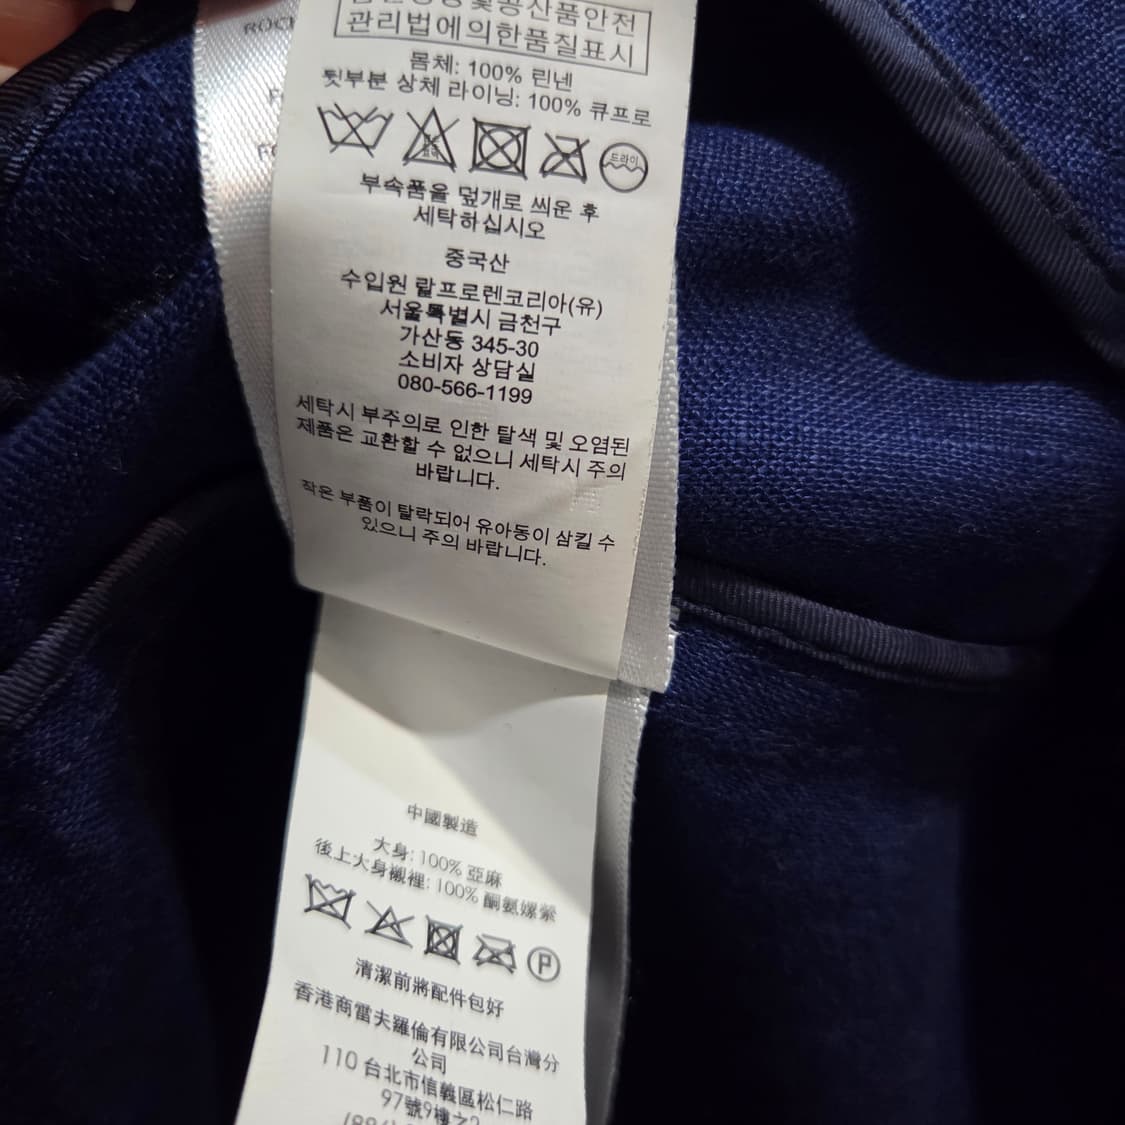 관리법에의한품질표시
몸체: 100% 린넨
뒷부분 상체 라이닝: 100% 큐프로
드라이
부속품을 덮개로 씌운 후
세탁하십시오
중국산
수입원 랄프로렌코리아(유)
서울특별시 금천구
가산동 345-30
소비자 상담실
080-566-1199
세탁시 부주의로 인한 탈색 및 오염된
제품은 교환할 수 없으니 세탁시 주의
바랍니다.
작은 부품이 탈락되어 유아동이 삼킬 수
있으니 주의 바랍니다.
中國製造
大身: 100% 亞麻
後上大身襯裡: 100% 酮氨嫘縈
P
清潔前將配件包好
香港商雷夫羅倫有限公司台灣分
公司
110 台北市信義區松仁路
97號9樓之2